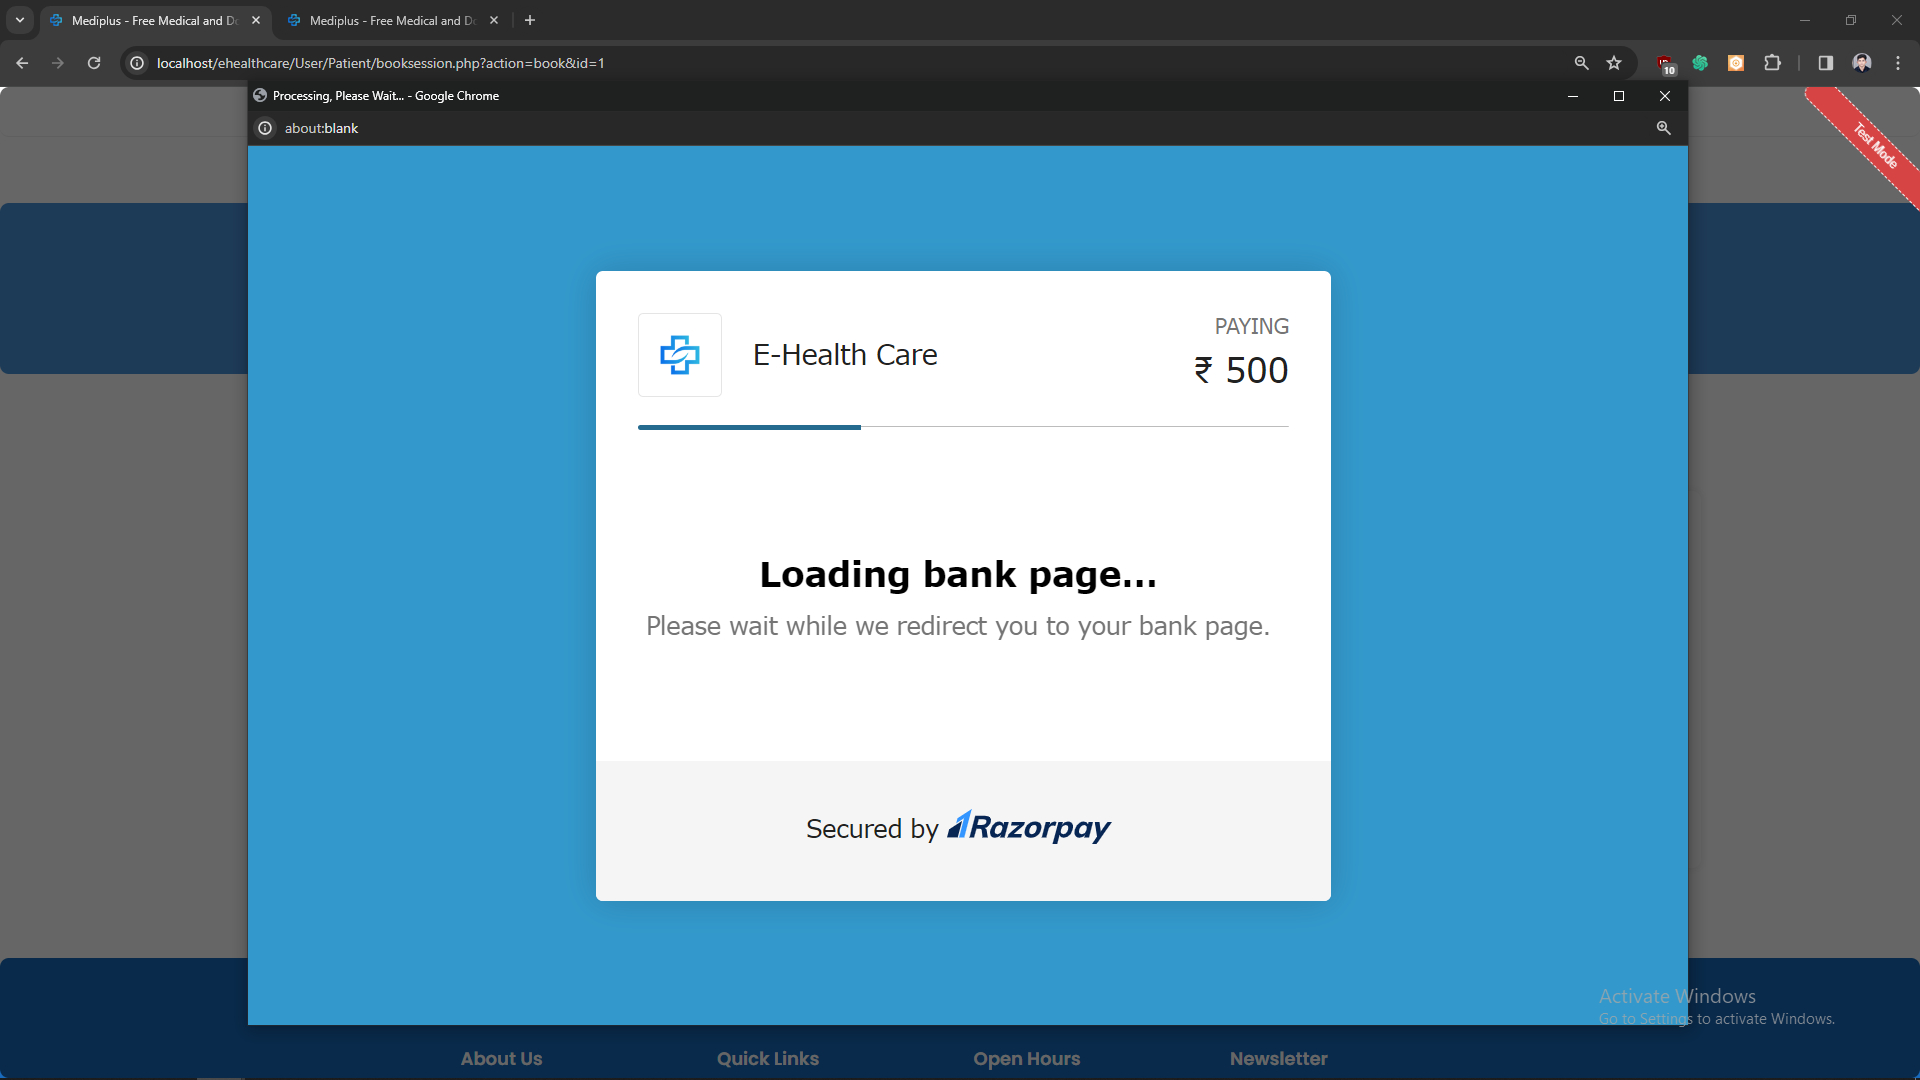 Mediplus - Free Medical and Do
Mediplus - Free Medical and Do
localhost/ehealthcare/User/Patient/booksession.php?action=book&id=1
10
Processing, Please Wait... - Google Chrome
about:blank
Test Mode
E-Health Care
PAYING
₹ 500
Loading bank page...
Please wait while we redirect you to your bank page.
Secured by Razorpay
Activate Windows
Go to Settings to activate Windows.
About Us
Quick Links
Open Hours
Newsletter